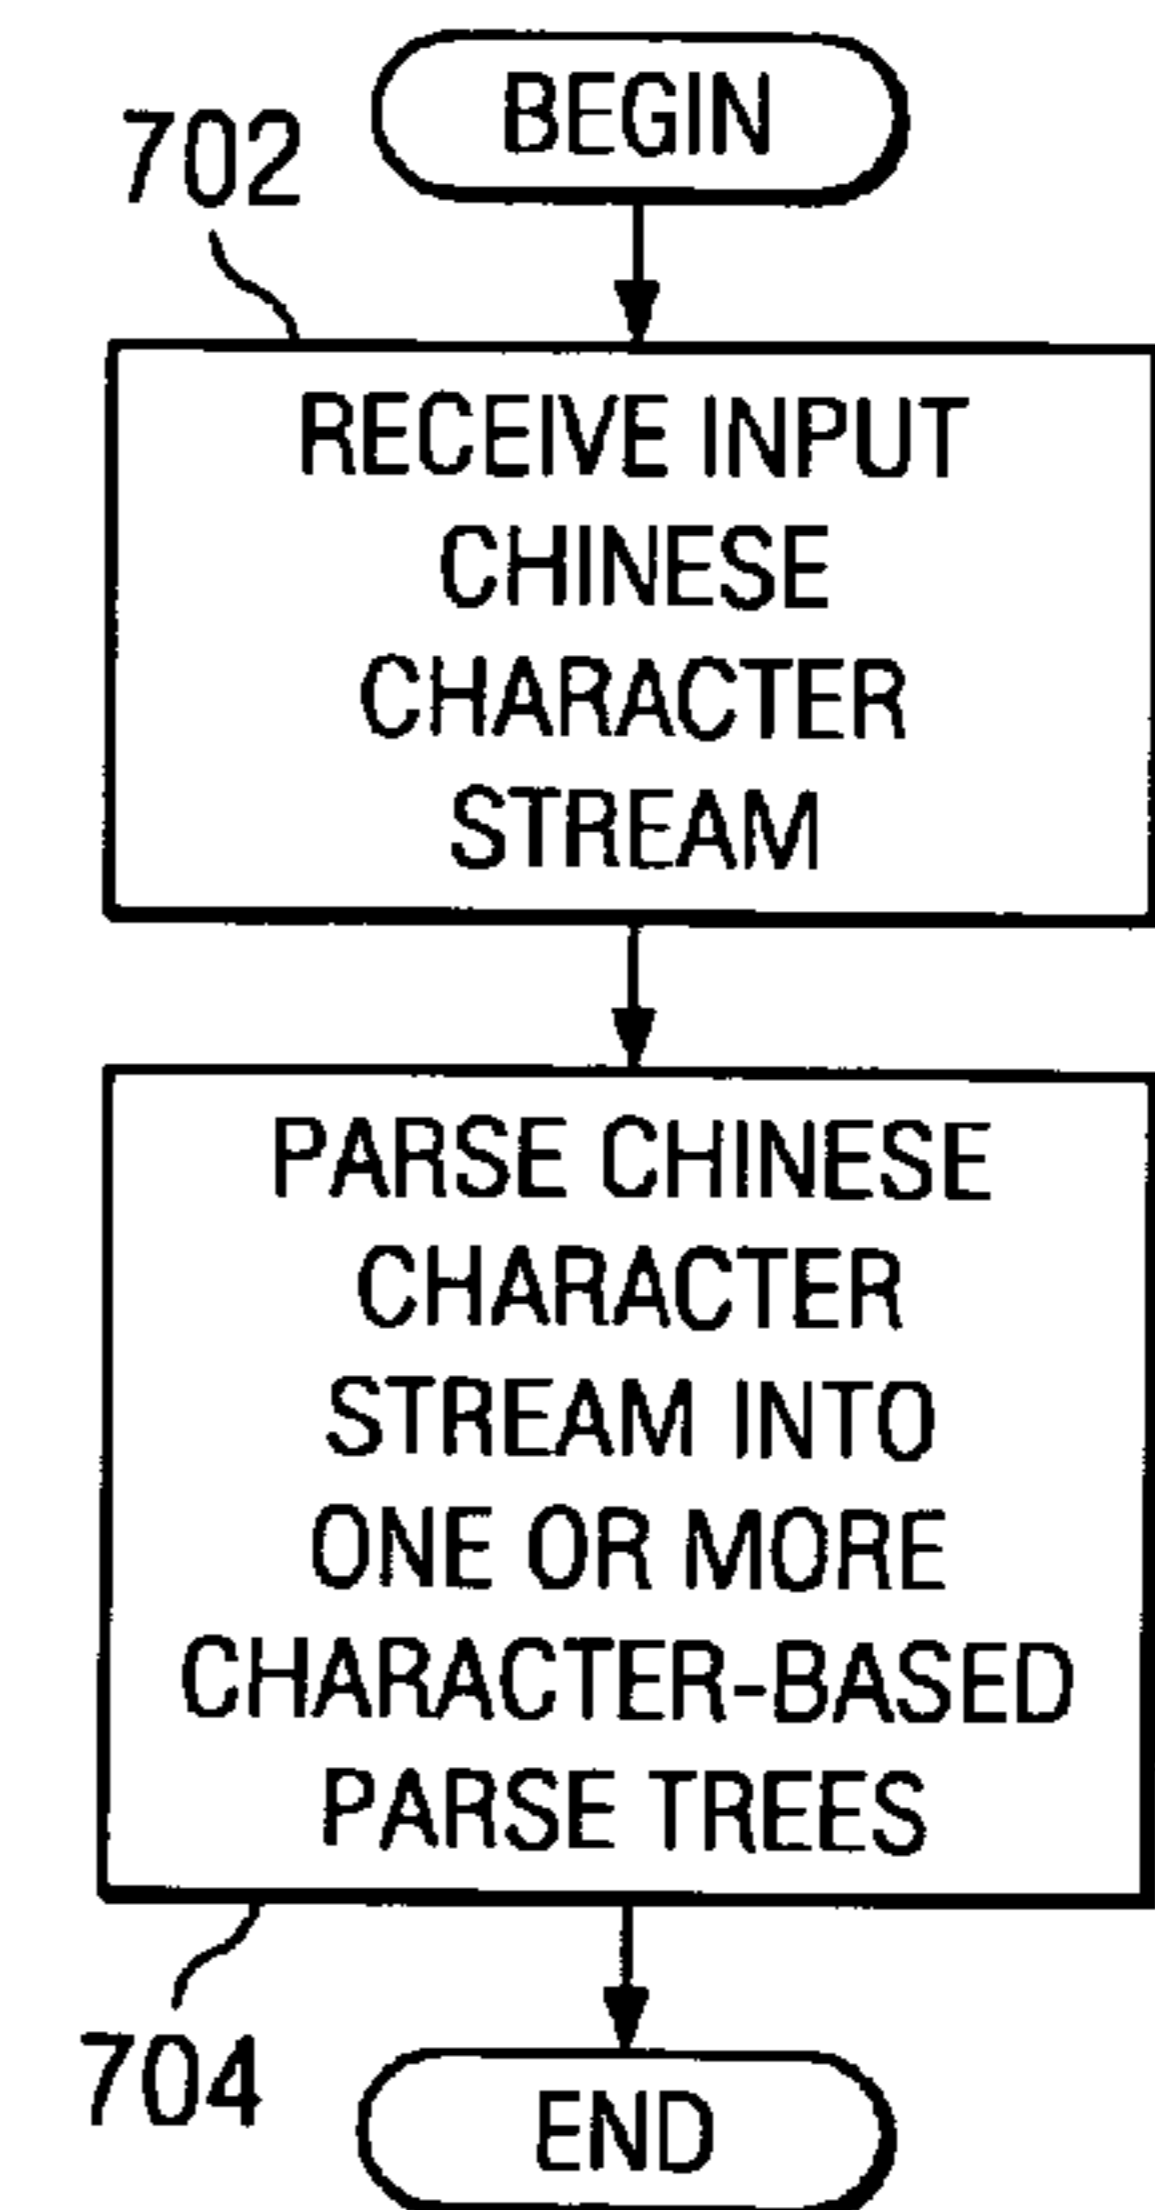 BEGIN
702
RECEIVE INPUT
CHINESE
CHARACTER
STREAM
PARSE CHINESE
CHARACTER
STREAM INTO
ONE OR MORE
CHARACTER-BASED
PARSE TREES
704
END